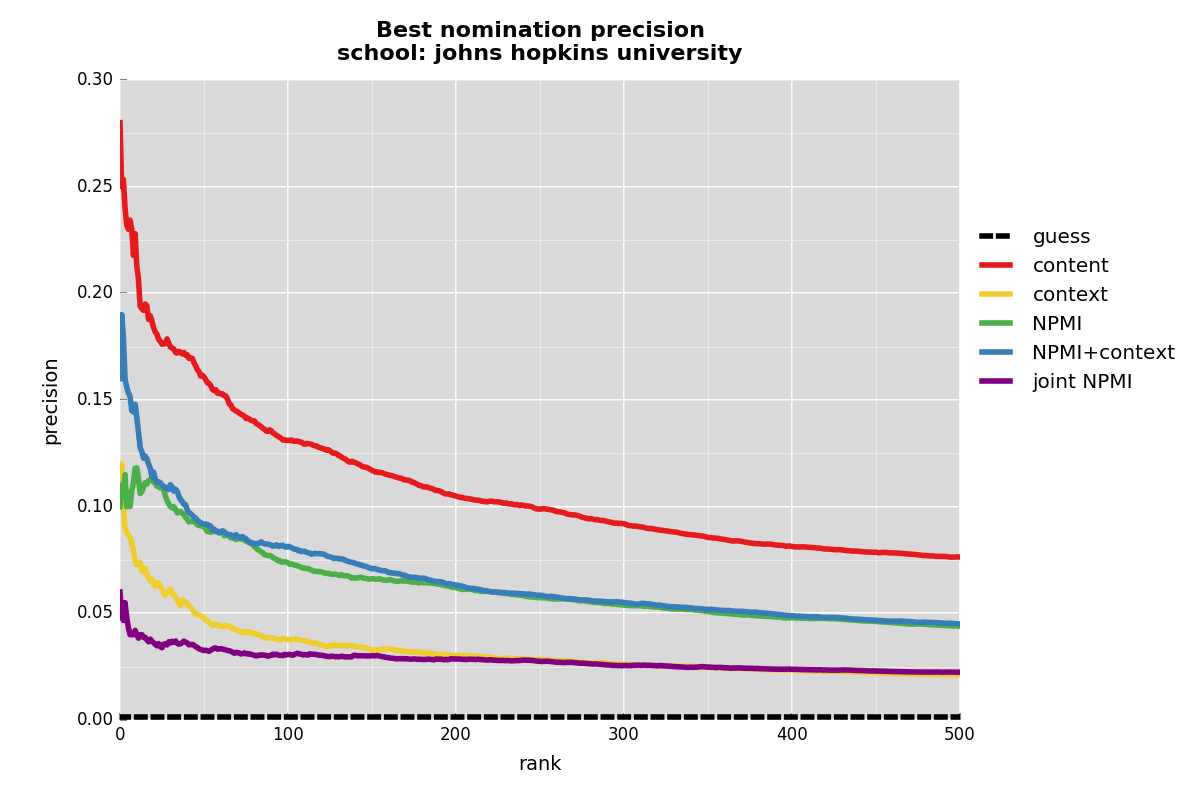 Best nomination precision
school: johns hopkins university
precision
0.30
0.25
0.20
0.15
0.10
0.05
0.00
0 100 200 300 400 500
rank
guess
content
context
NPMI
NPMI+context
joint NPMI